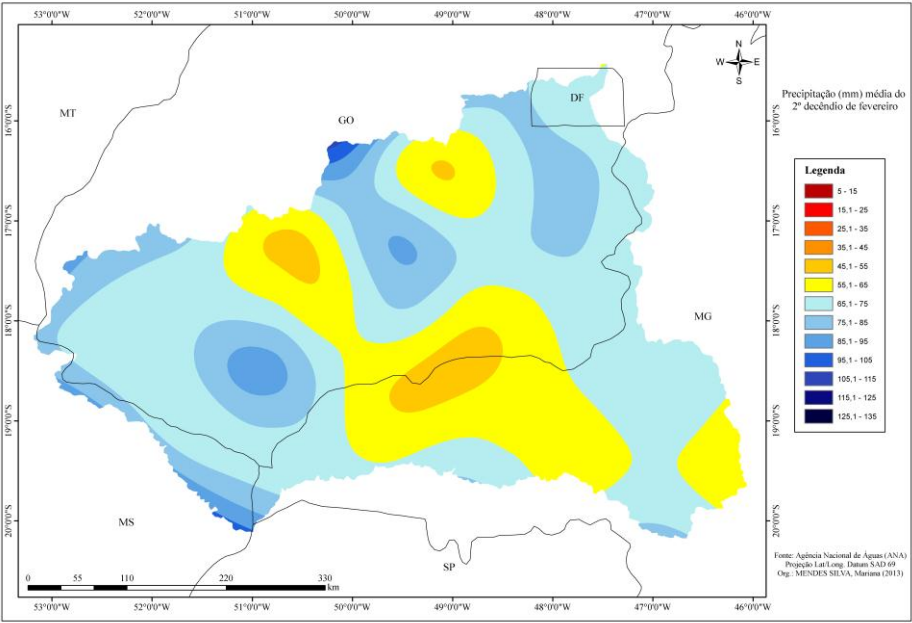 53°0'0"O 52°0'0"O 51°0'0"O 50°0'0"O 49°0'0"O 48°0'0"O 47°0'0"O 46°0'0"O
N
W E
S
DF
MT
GO
Precipitação (mm) média do
2º decêndio de fevereiro
16°0'0"S 16°0'0"S
Legenda
5 - 15
15,1 - 25
25,1 - 35
35,1 - 45
45,1 - 55
55,1 - 65
65,1 - 75
75,1 - 85
85,1 - 95
95,1 - 105
105,1 - 115
115,1 - 125
125,1 - 135
17°0'0"S 17°0'0"S
18°0'0"S 18°0'0"S
MG
19°0'0"S 19°0'0"S
20°0'0"S 20°0'0"S
MS
SP
Fonte: Agência Nacional de Águas (ANA)
Projeção Lat/Long. Datum SAD 69
Org.: MENDES SILVA, Mariana (2013)
0 55 110 220 330
km
53°0'0"O 52°0'0"O 51°0'0"O 50°0'0"O 49°0'0"O 48°0'0"O 47°0'0"O 46°0'0"O